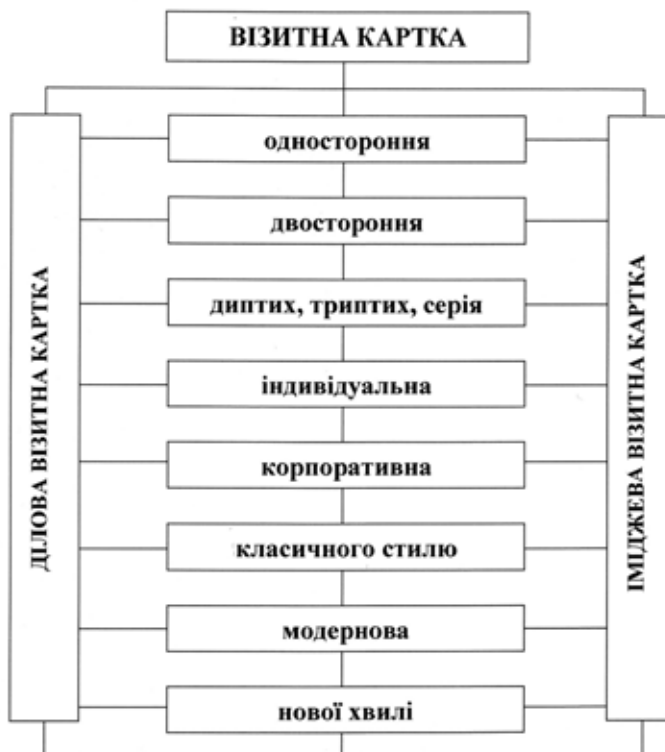 ВІЗИТНА КАРТКА
ДІЛОВА ВІЗИТНА КАРТКА
одностороння
двостороння
диптих, триптих, серія
індивідуальна
корпоративна
класичного стилю
модернова
нової хвилі
ІМІДЖЕВА ВІЗИТНА КАРТКА